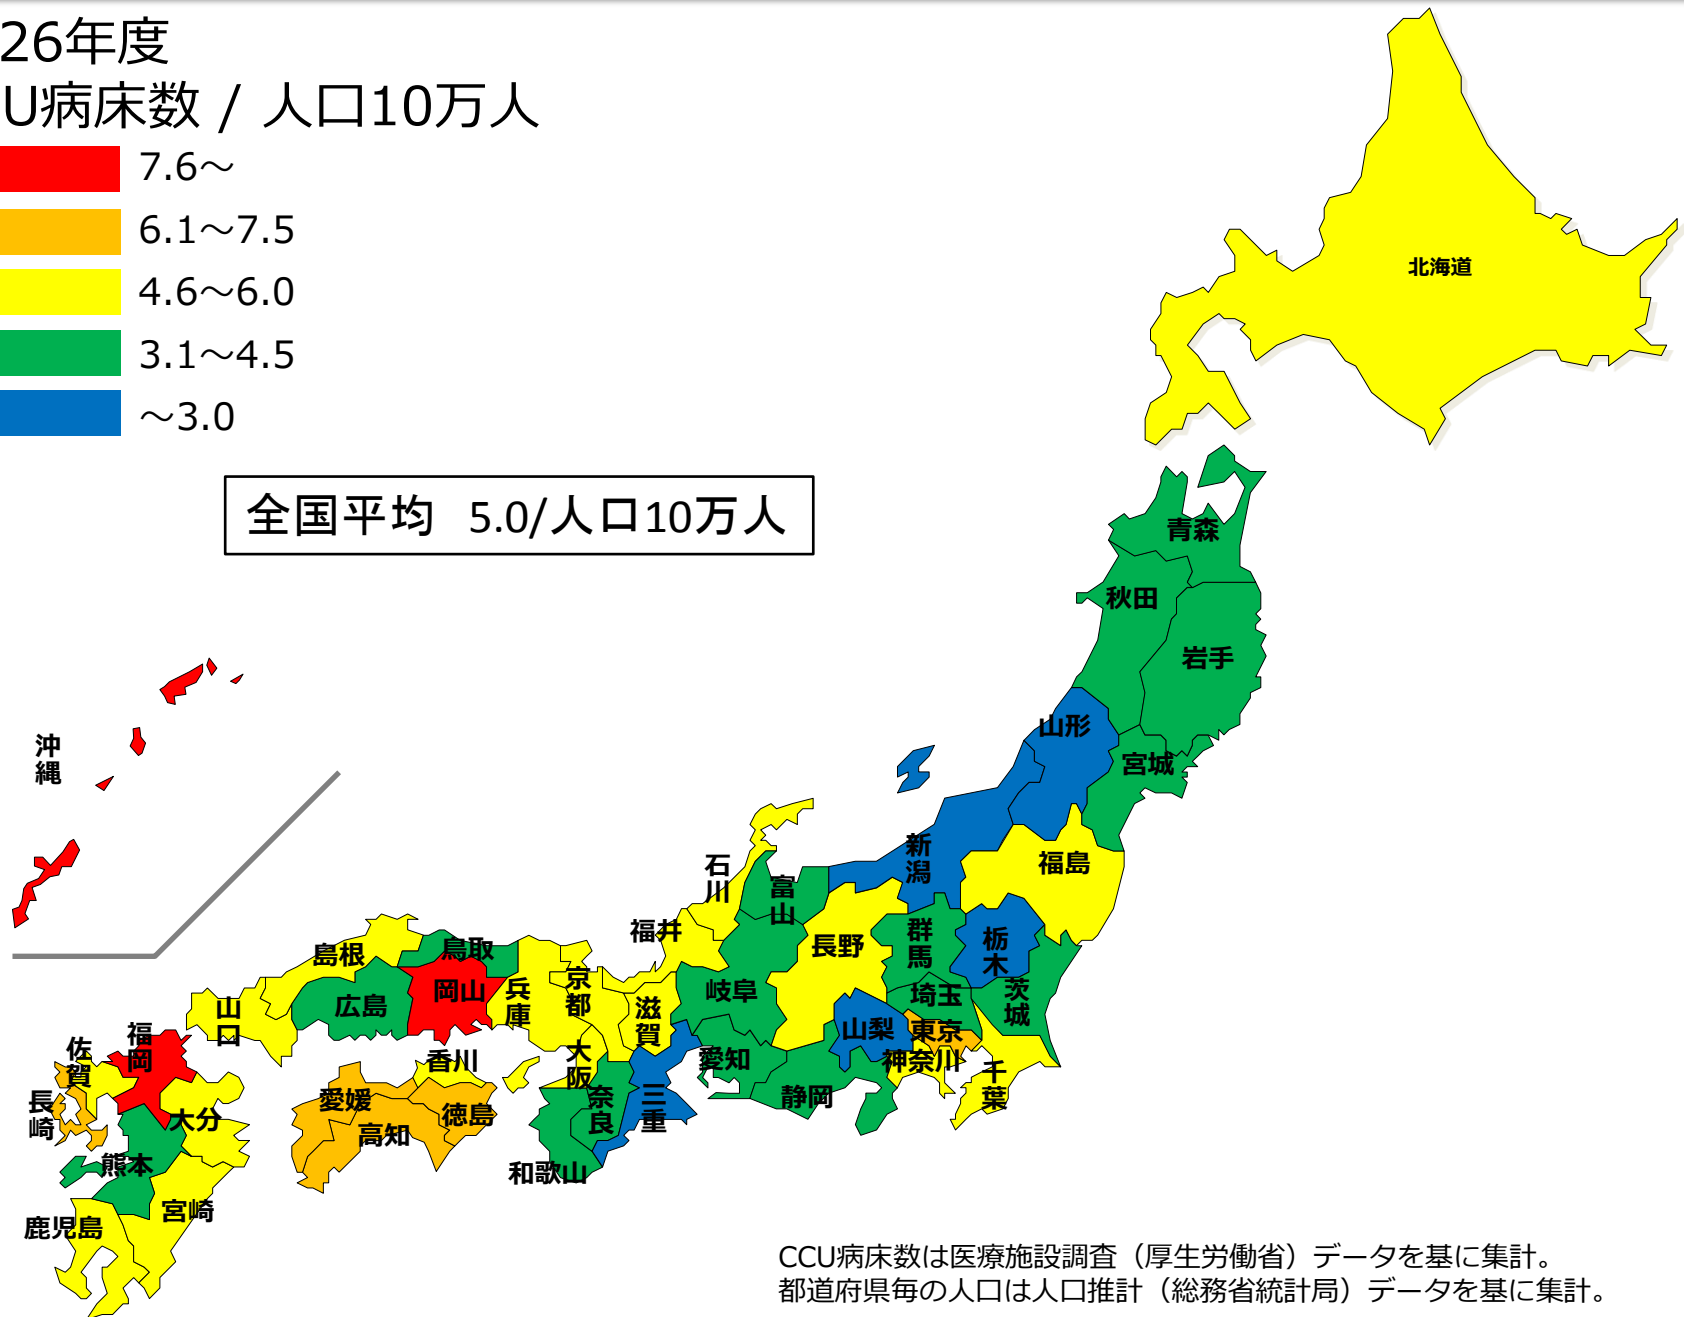 26年度
U病床数 / 人口10万人
7.6～
6.1～7.5
4.6～6.0
3.1～4.5
～3.0
全国平均 5.0/人口10万人
北海道
青森
秋田
岩手
山形
宮城
新潟
福島
石川
富山
福井
長野
群馬
栃木
島根
鳥取
岡山
兵庫
京都
滋賀
岐阜
埼玉
茨城
広島
山口
山梨
東京
神奈川
千葉
愛知
静岡
三重
奈良
大阪
和歌山
香川
愛媛
徳島
高知
福岡
佐賀
長崎
大分
熊本
宮崎
鹿児島
沖縄
CCU病床数は医療施設調査（厚生労働省）データを基に集計。
都道府県毎の人口は人口推計（総務省統計局）データを基に集計。